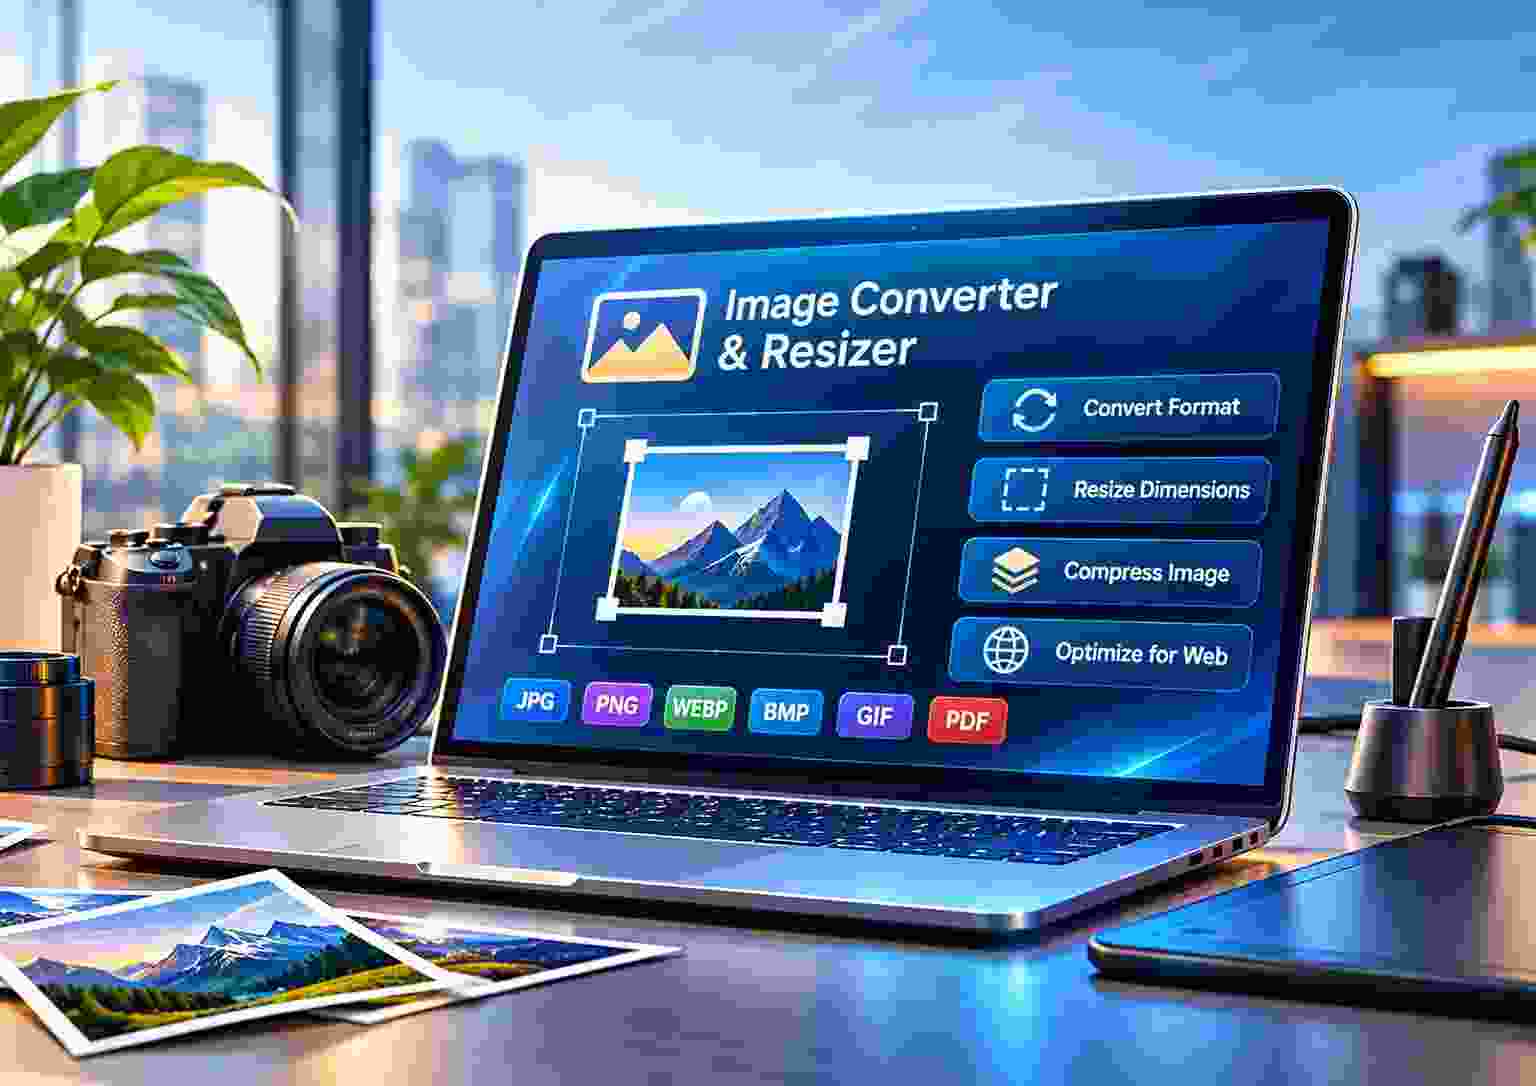 Image Converter
& Resizer
Convert Format
Resize Dimensions
Compress Image
Optimize for Web
JPG
PNG
WEBP
BMP
GIF
PDF